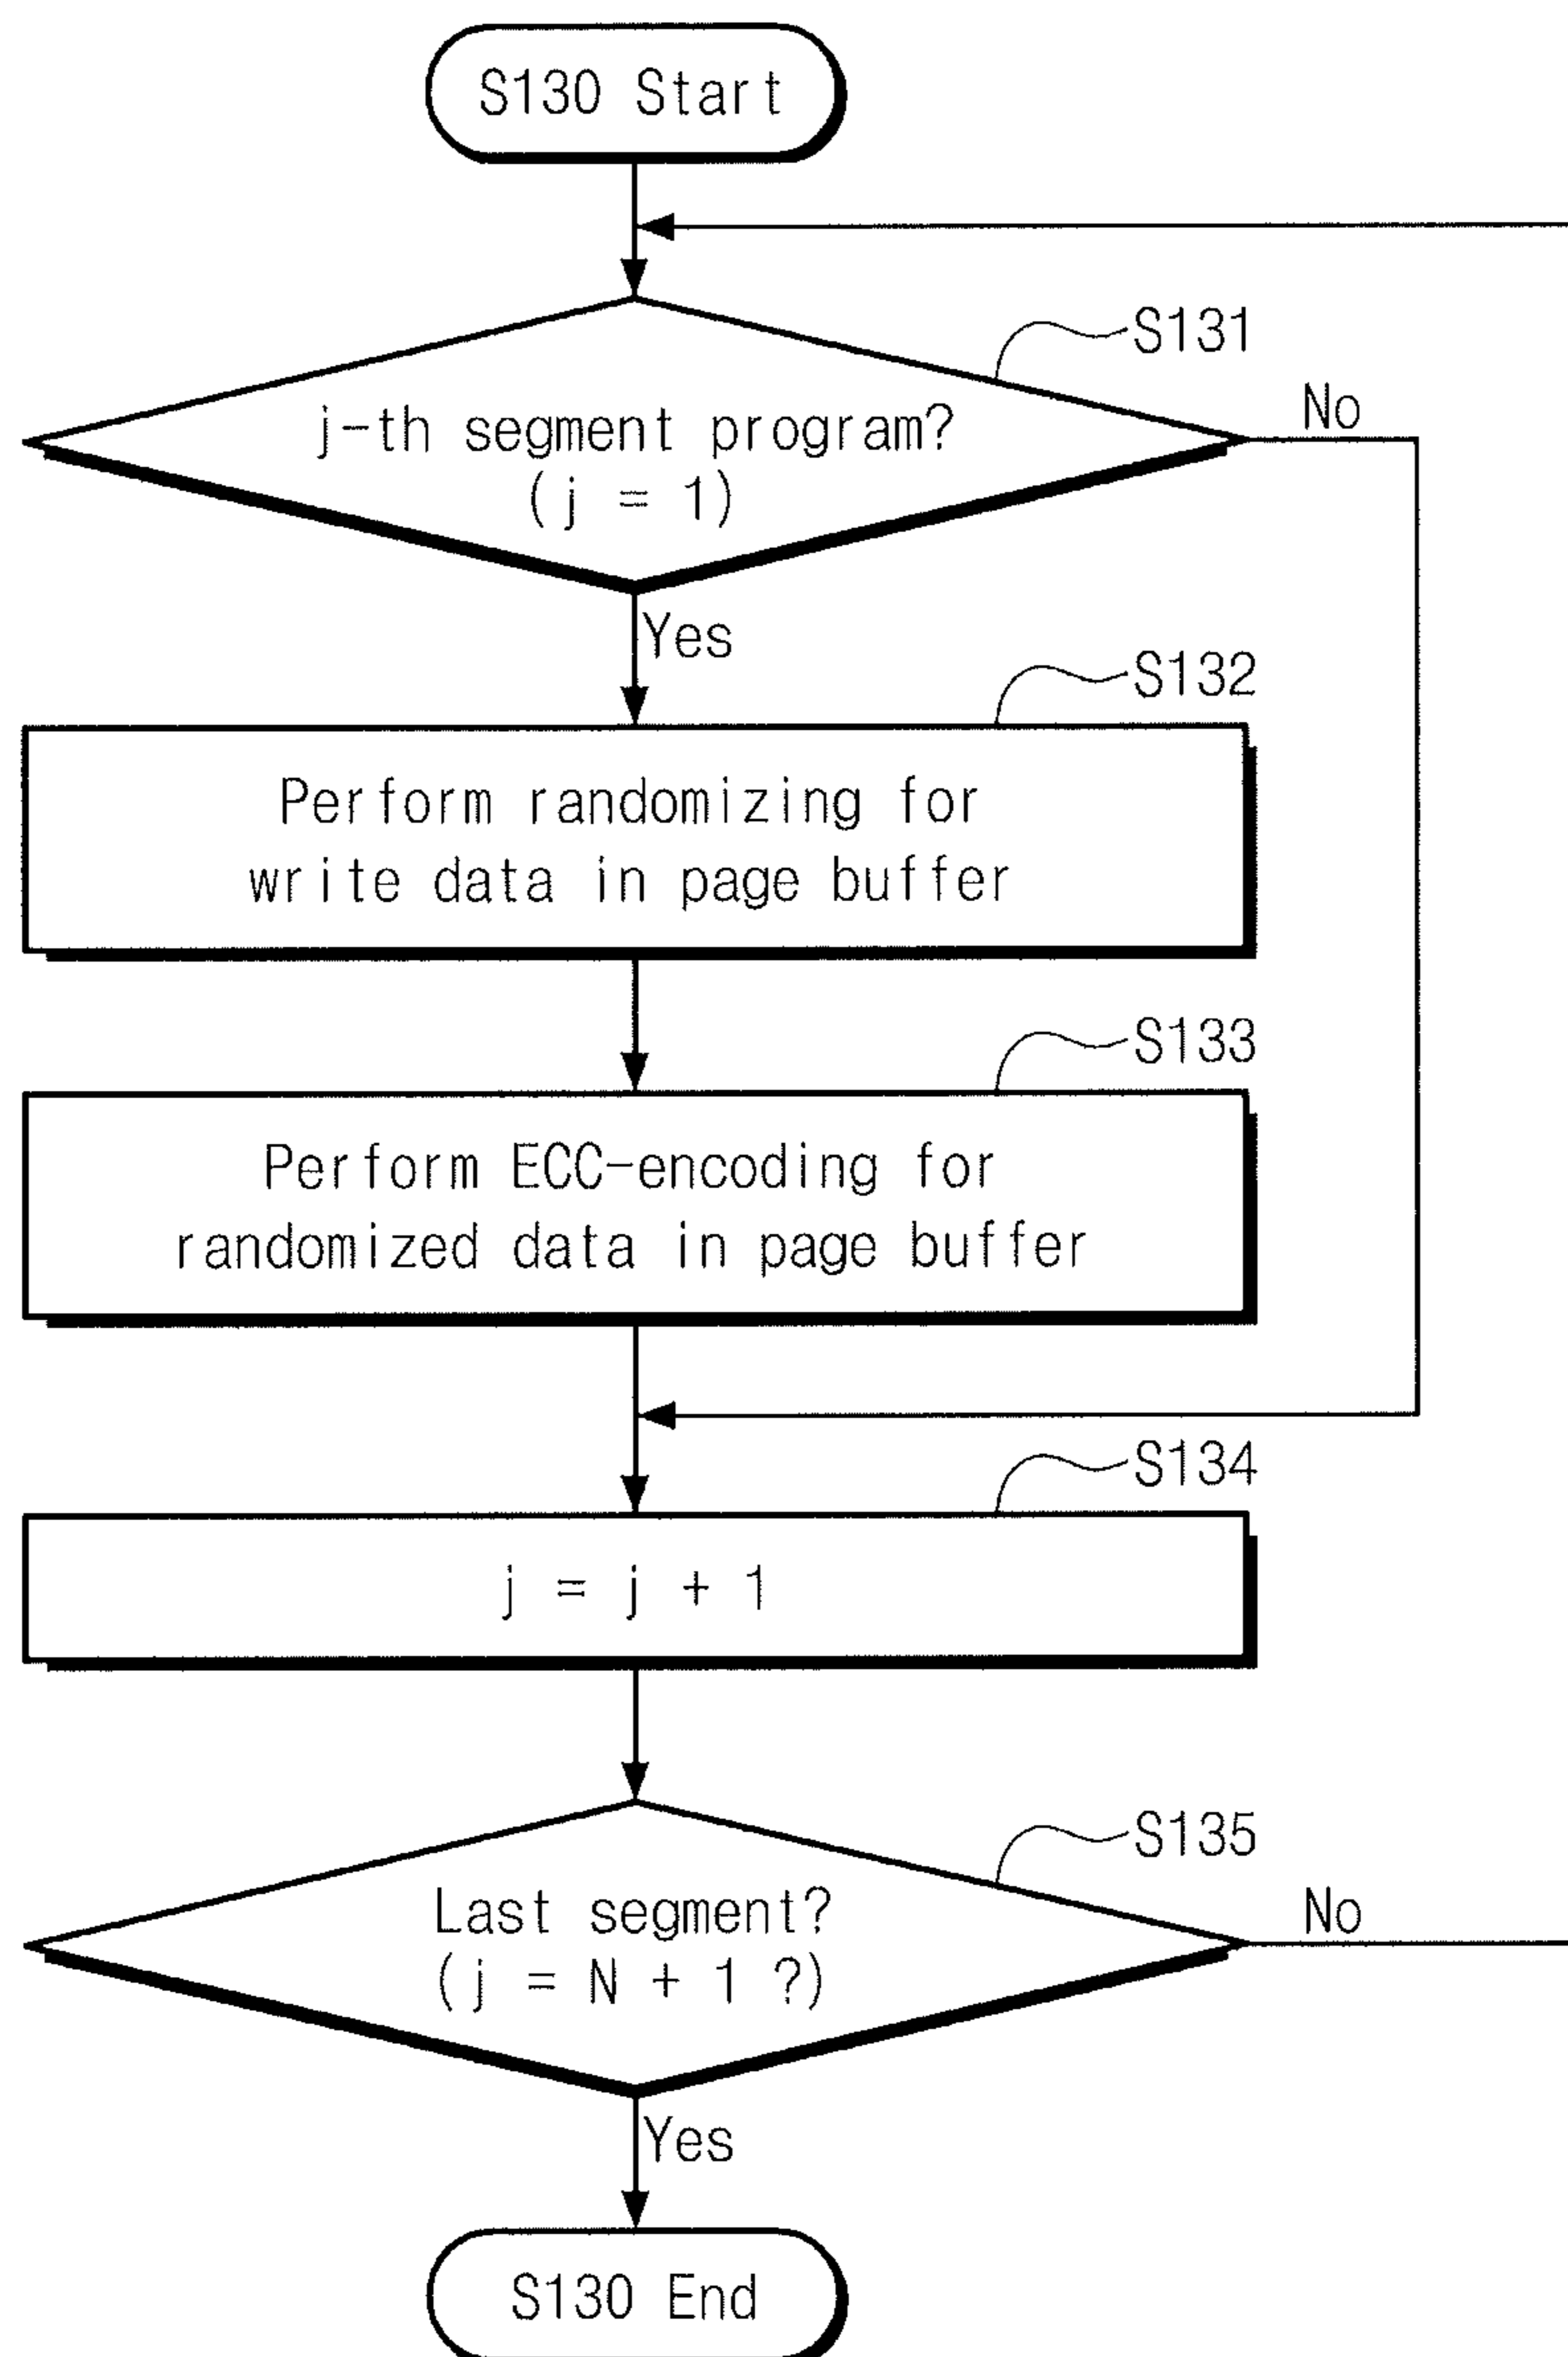 S130 Start
S131
j-th segment program?
(j = 1)
No
Yes
S132
Perform randomizing for
write data in page buffer
S133
Perform ECC-encoding for
randomized data in page buffer
S134
j = j + 1
S135
Last segment?
(j = N + 1 ?)
No
Yes
S130 End